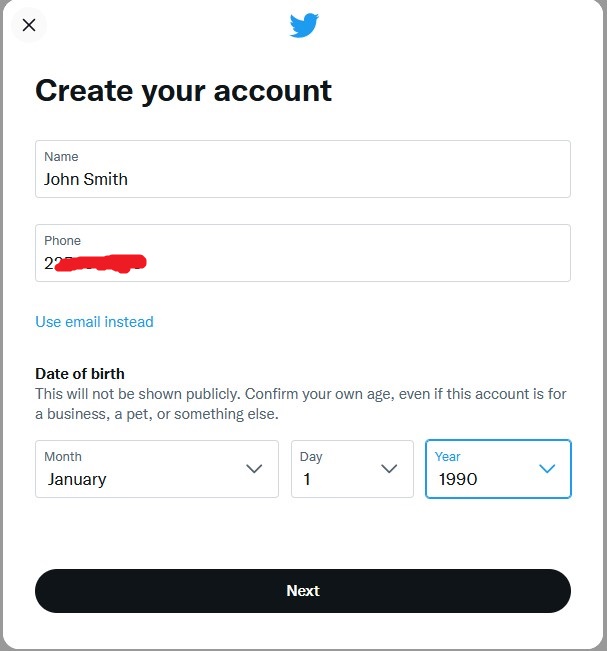 Create your account
Name
John Smith
Phone
Use email instead
Date of birth
This will not be shown publicly. Confirm your own age, even if this account is for
a business, a pet, or something else.
Month Day Year
January 1 1990
Next